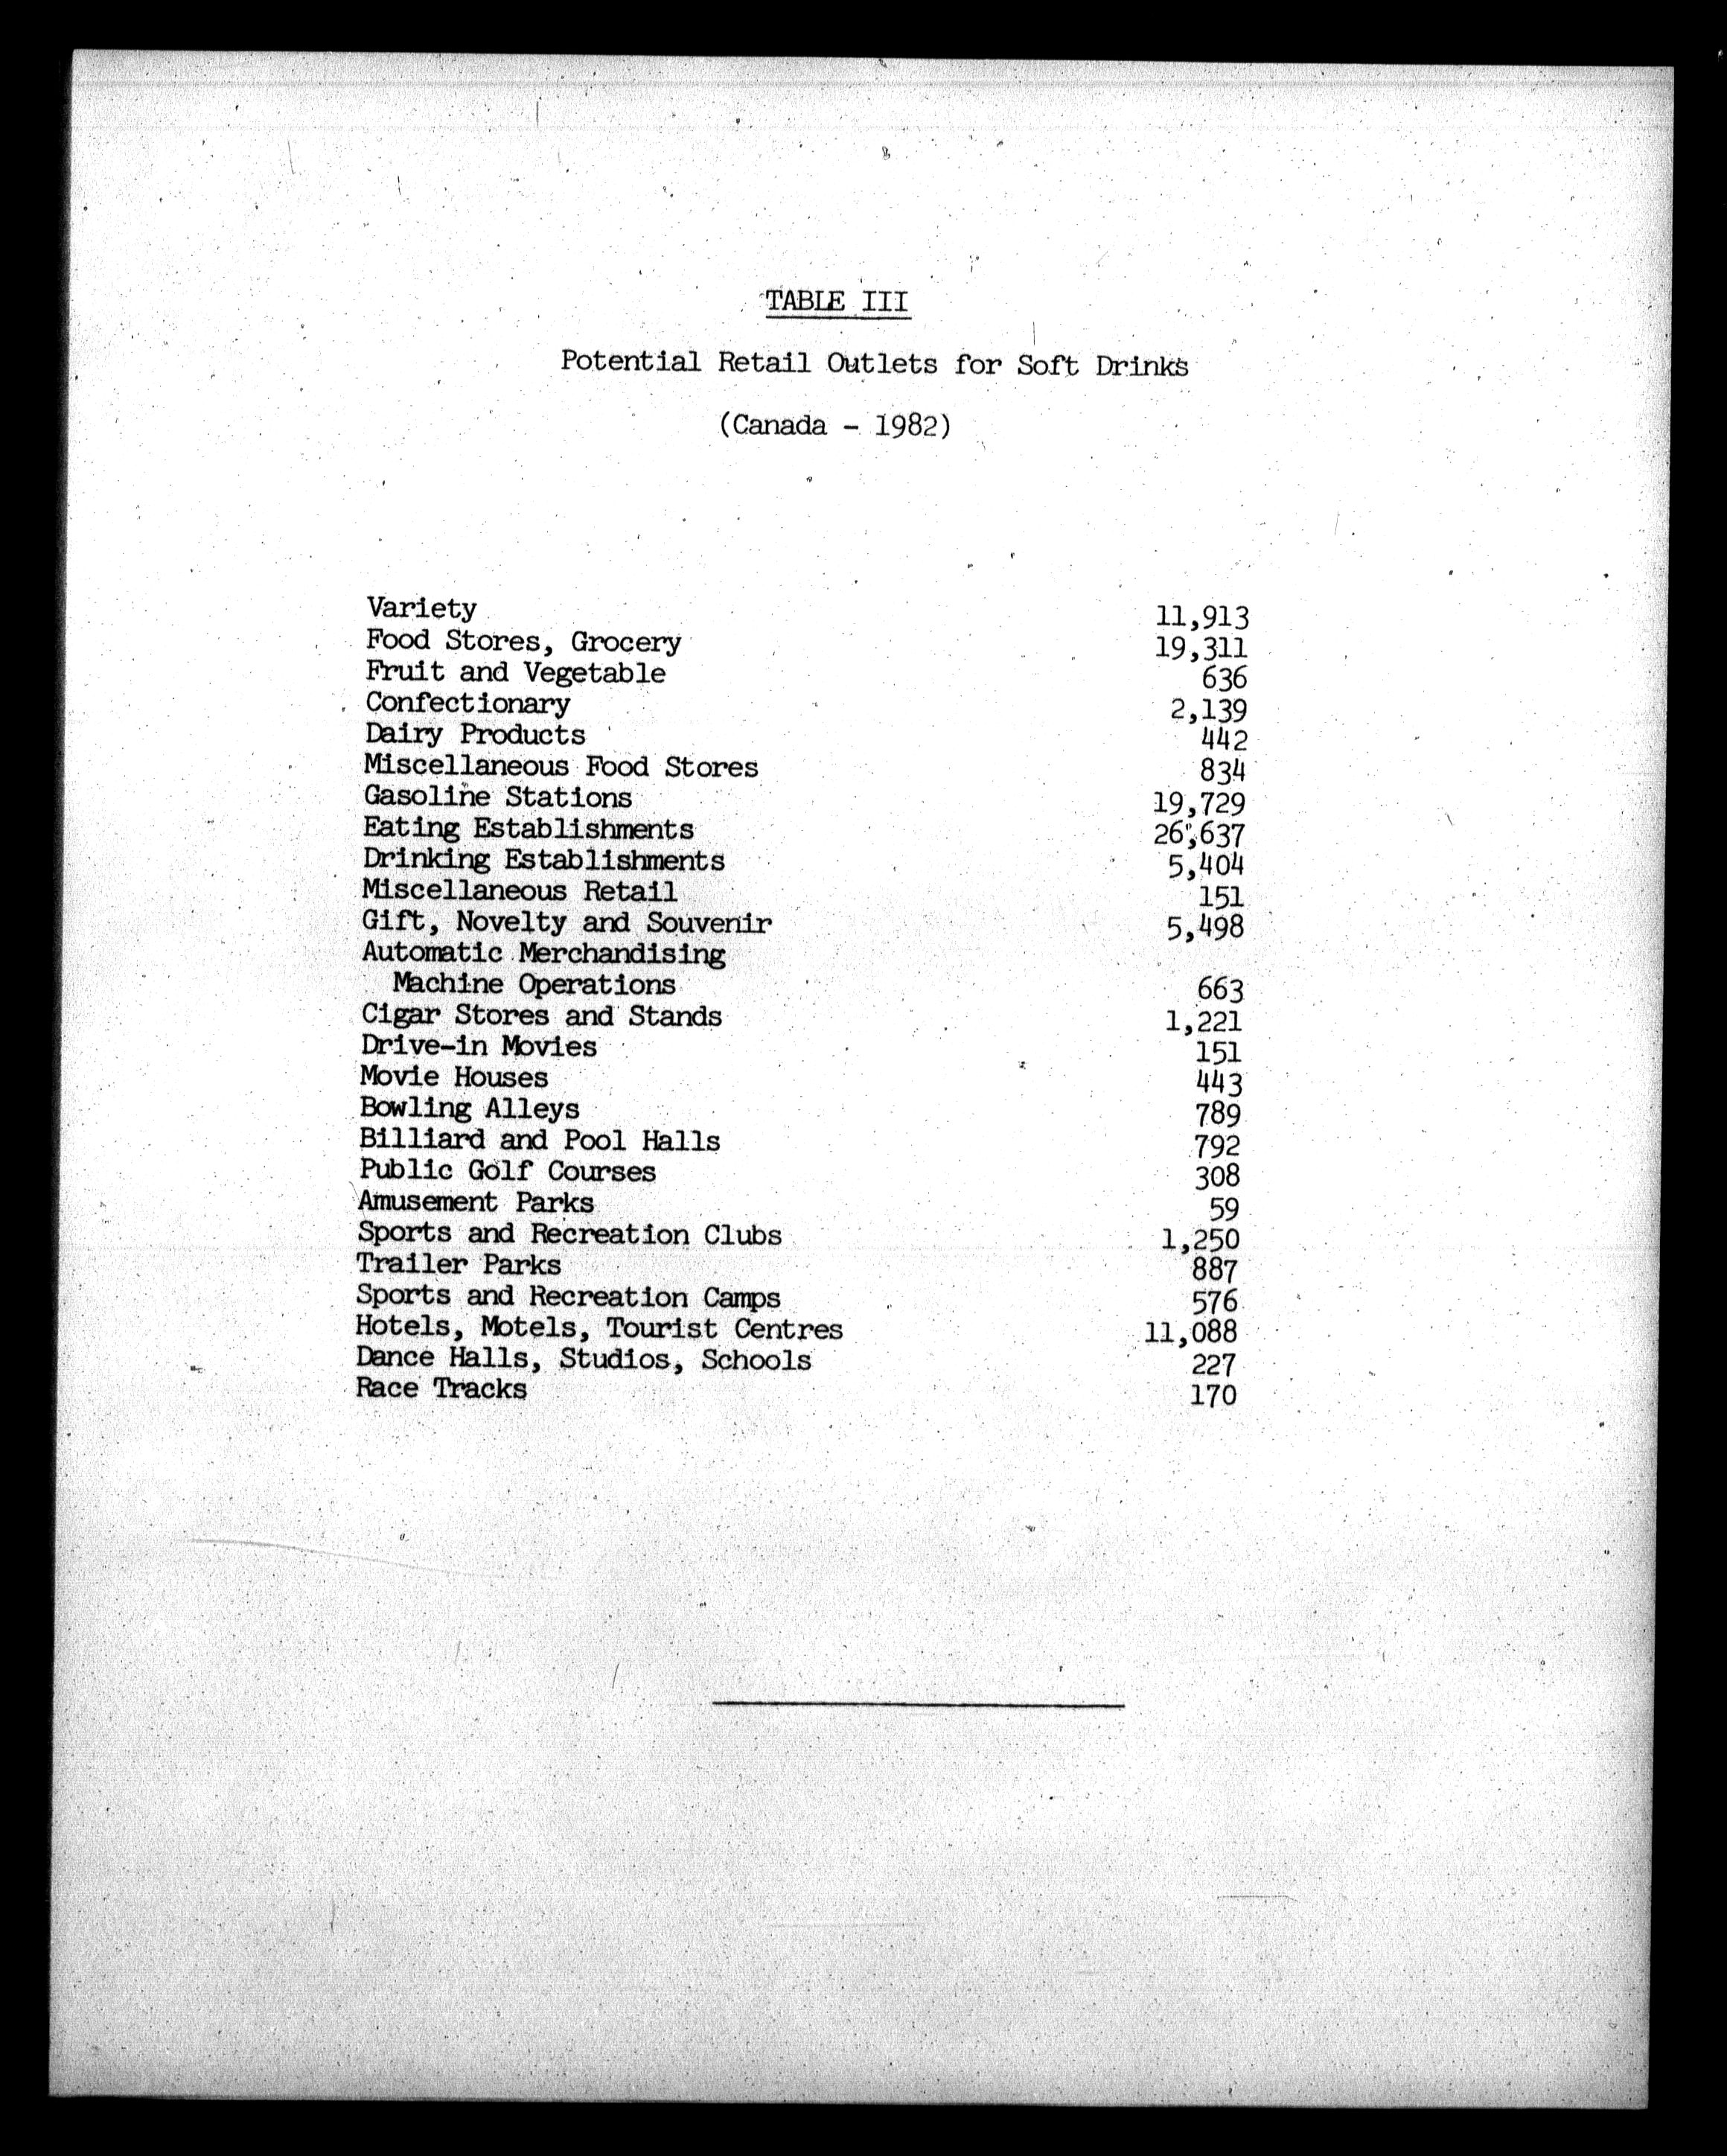 TABLE III
Potential Retail Outlets for Soft Drinks
(Canada - 1982)
Variety 11,913
Food Stores, Grocery 19,311
Fruit and Vegetable 636
Confectionary 2,139
Dairy Products 442
Miscellaneous Food Stores 834
Gasoline Stations 19,729
Eating Establishments 26,637
Drinking Establishments 5,404
Miscellaneous Retail 151
Gift, Novelty and Souvenir 5,498
Automatic Merchandising
Machine Operations 663
Cigar Stores and Stands 1,221
Drive-in Movies 151
Movie Houses 443
Bowling Alleys 789
Billiard and Pool Halls 792
Public Golf Courses 308
Amusement Parks 59
Sports and Recreation Clubs 1,250
Trailer Parks 887
Sports and Recreation Camps 576
Hotels, Motels, Tourist Centres 11,088
Dance Halls, Studios, Schools 227
Race Tracks 170